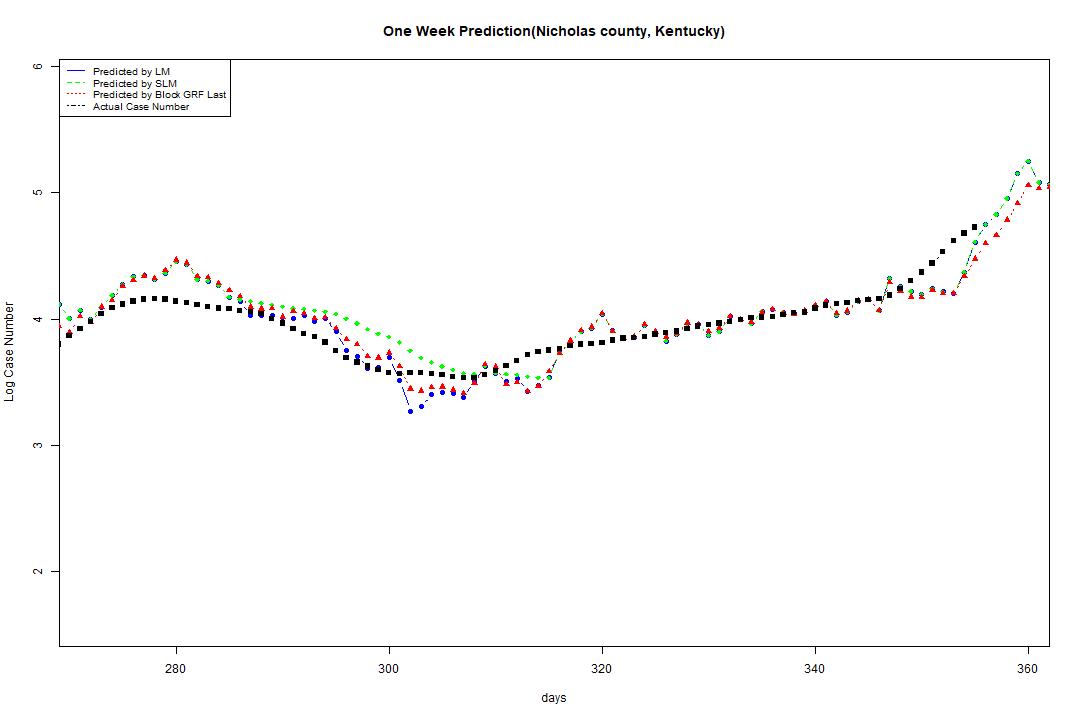 One Week Prediction(Nicholas county, Kentucky)
6
Predicted by LM
Predicted by SLM
Predicted by Block GRF Last
Actual Case Number
5
4
3
2
Log Case Number
280 300 320 340 360
days